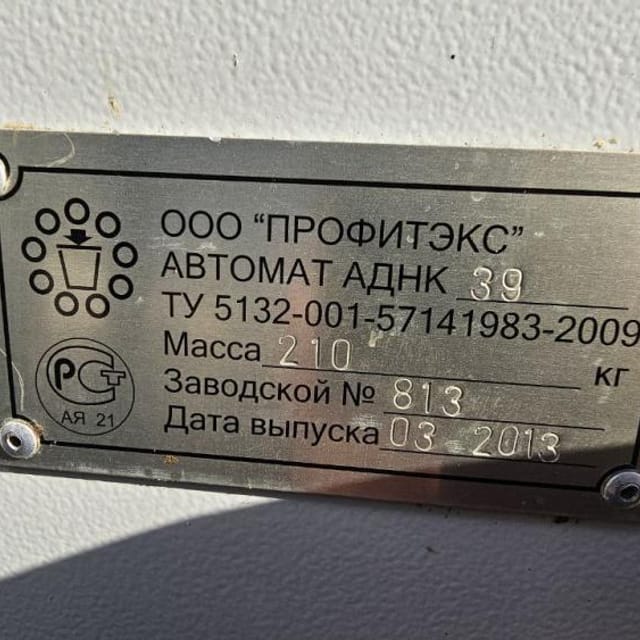 ООО “ПРОФИТЭКС”
АВТОМАТ АДНК 39
ТУ 5132-001-57141983-2009
Масса 210 кг
Заводской № 813
Дата выпуска 03 2013
РСТ
АЯ 21